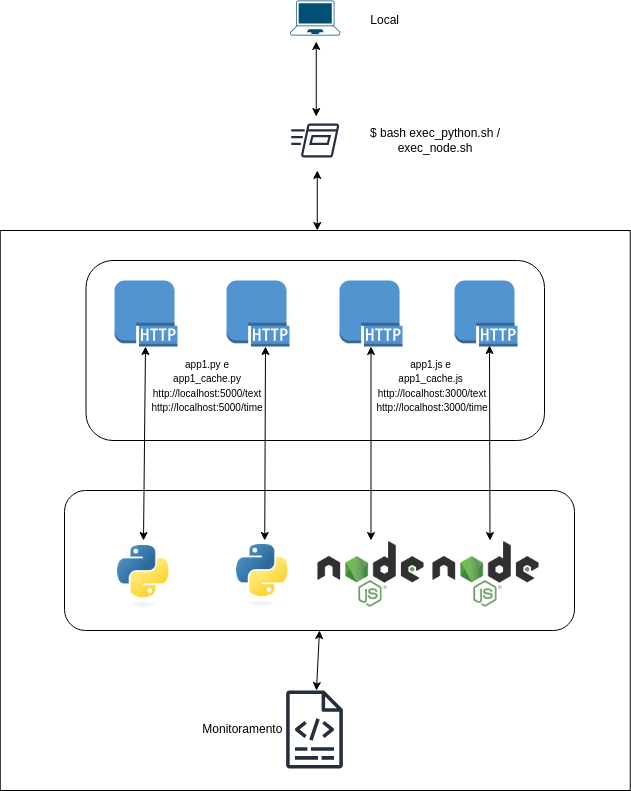 Local
$ bash exec_python.sh /
exec_node.sh
HTTP
HTTP
HTTP
HTTP
app1.py e
app1_cache.py
http://localhost:5000/text
http://localhost:5000/time
app1.js e
app1_cache.js
http://localhost:3000/text
http://localhost:3000/time
node
JS
node
JS
Monitoramento